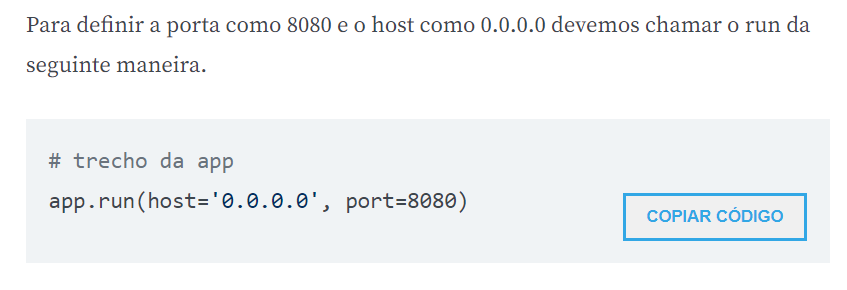 Para definir a porta como 8080 e o host como 0.0.0.0 devemos chamar o run da
seguinte maneira.
# trecho da app
app.run(host='0.0.0.0', port=8080)
COPIAR CÓDIGO